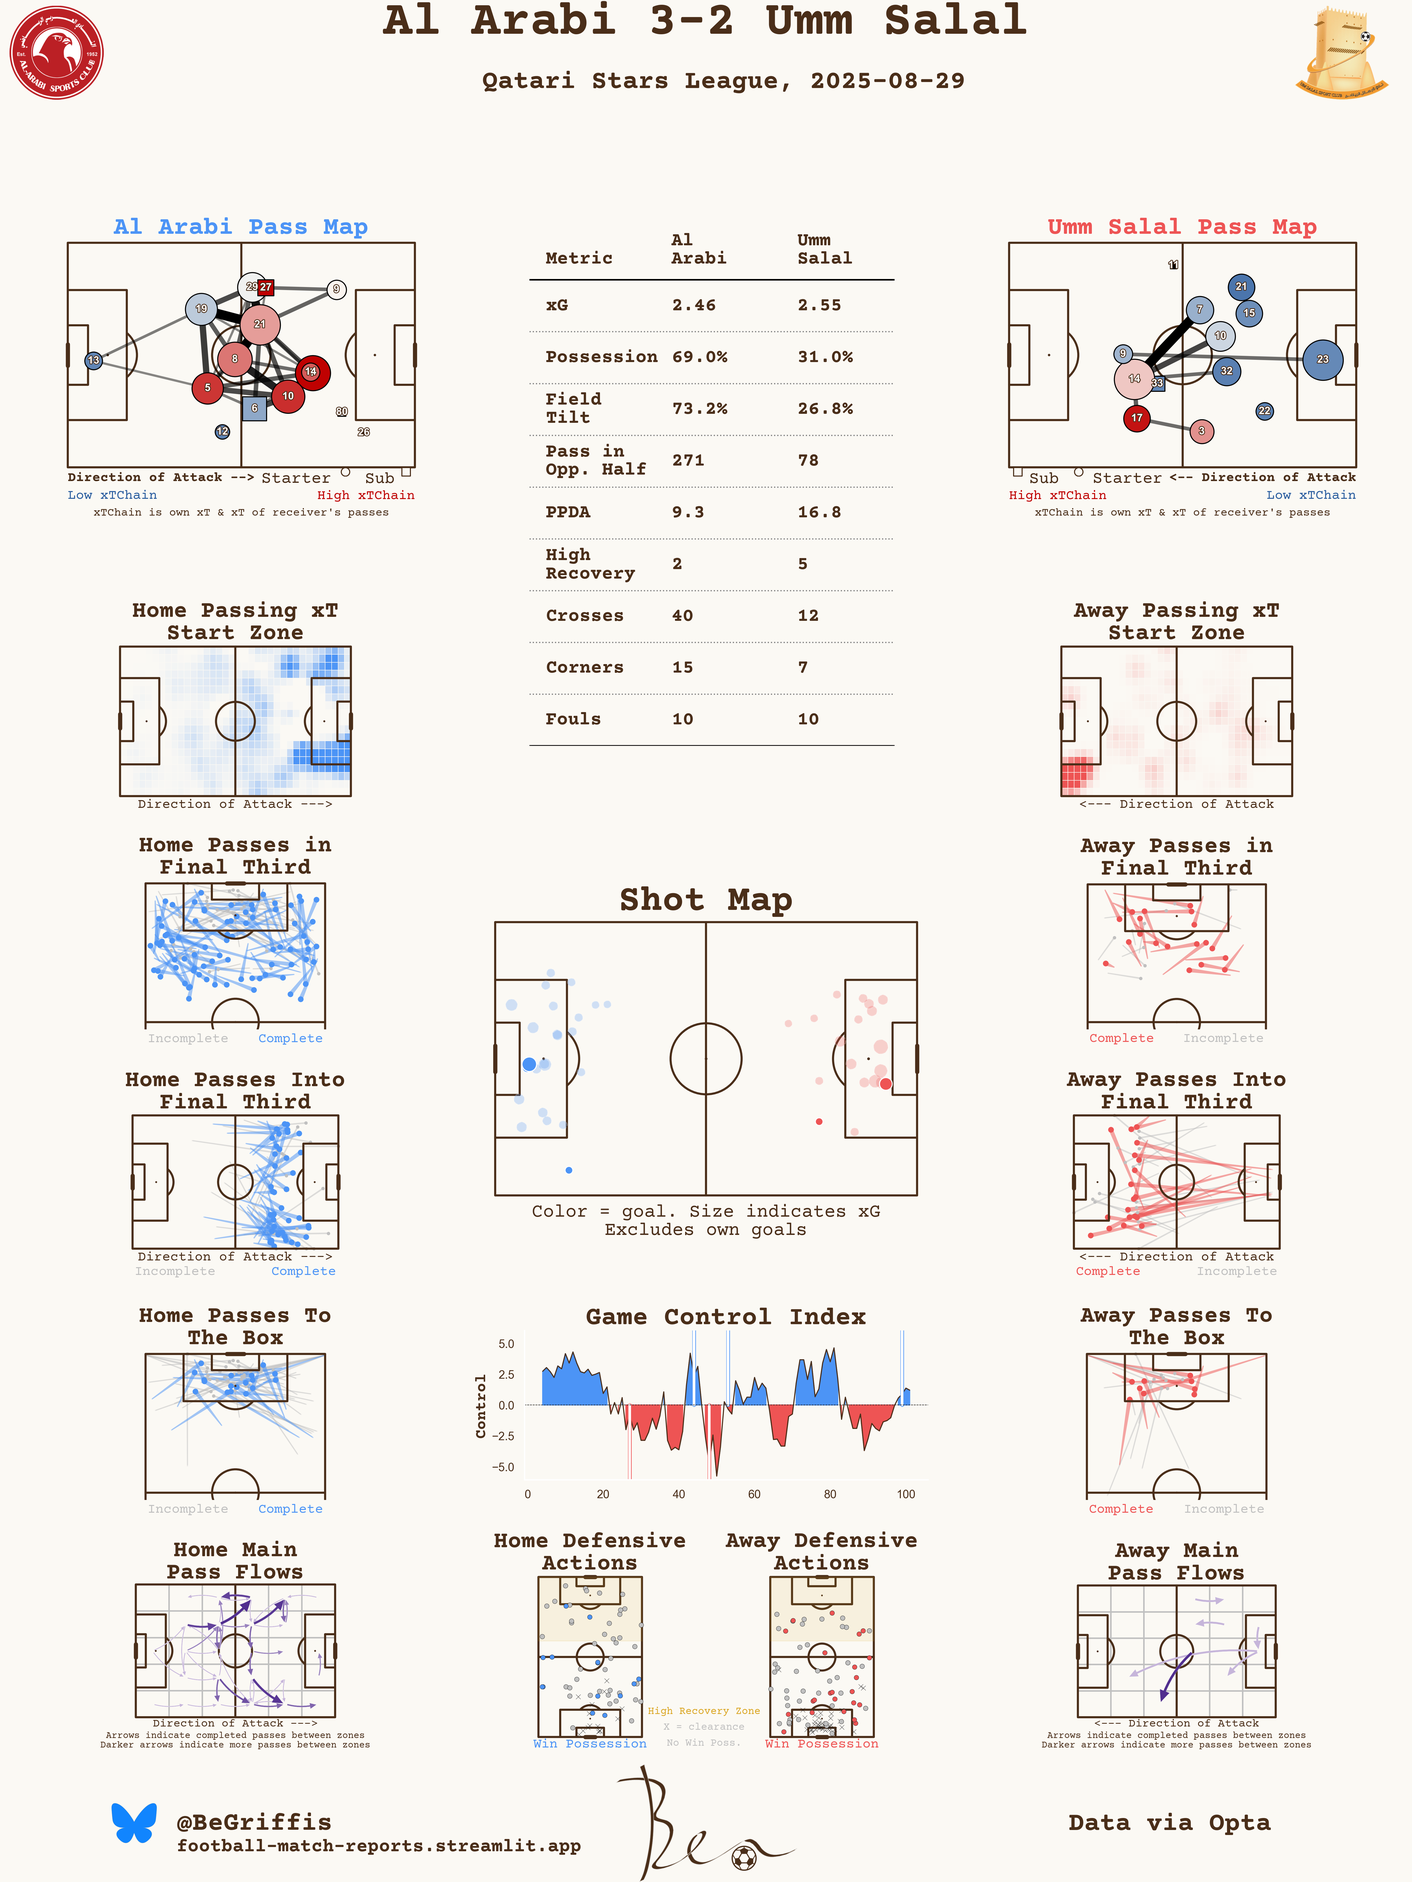 Al Arabi 3-2 Umm Salal
Qatari Stars League, 2025-08-29
Est. 1952
AL-ARABI SPORTS CLUB
Al Arabi Pass Map
13
19
29
27
9
21
8
5
14
10
6
12
80
26
Direction of Attack --> Starter Sub
Low xTChain High xTChain
xTChain is own xT & xT of receiver's passes
Metric Al Arabi Umm Salal
xG 2.46 2.55
Possession 69.0% 31.0%
Field Tilt 73.2% 26.8%
Pass in Opp. Half 271 78
PPDA 9.3 16.8
High Recovery 2 5
Crosses 40 12
Corners 15 7
Fouls 10 10
Umm Salal Pass Map
11
21
15
7
10
9
23
14
33
32
17
22
3
Sub Starter <-- Direction of Attack
High xTChain Low xTChain
xTChain is own xT & xT of receiver's passes
Home Passing xT
Start Zone
Direction of Attack --->
Away Passing xT
Start Zone
<--- Direction of Attack
Home Passes in
Final Third
Incomplete Complete
Away Passes in
Final Third
Complete Incomplete
Shot Map
Color = goal. Size indicates xG
Excludes own goals
Home Passes Into
Final Third
Direction of Attack --->
Incomplete Complete
Away Passes Into
Final Third
<--- Direction of Attack
Complete Incomplete
Home Passes To
The Box
Incomplete Complete
Game Control Index
Control
5.0
2.5
0.0
−2.5
−5.0
0 20 40 60 80 100
Away Passes To
The Box
Complete Incomplete
Home Main
Pass Flows
Direction of Attack --->
Arrows indicate completed passes between zones
Darker arrows indicate more passes between zones
Home Defensive
Actions
Win Possession
Away Defensive
Actions
Win Possession
High Recovery Zone
X = clearance
No Win Poss.
Away Main
Pass Flows
<--- Direction of Attack
Arrows indicate completed passes between zones
Darker arrows indicate more passes between zones
@BeGriffis
football-match-reports.streamlit.app
Ben
Data via Opta